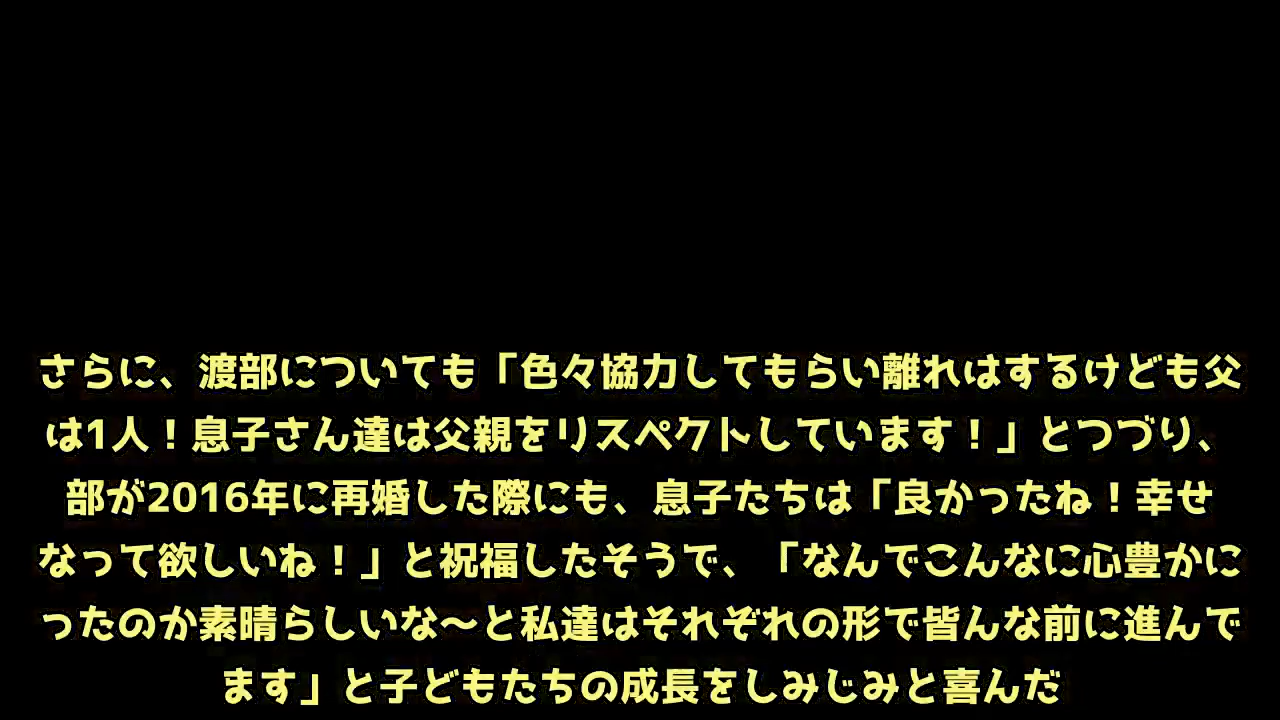 さらに、渡部についても「色々協力してもらい離れはするけども父
は1人！息子さん達は父親をリスペクトしています！」とつづり、
部が2016年に再婚した際にも、息子たちは「良かったね！幸せ
なって欲しいね！」と祝福したそうで、「なんでこんなに心豊かに
ったのか素晴らしいな～と私達はそれぞれの形で皆んな前に進んで
ます」と子どもたちの成長をしみじみと喜んだ